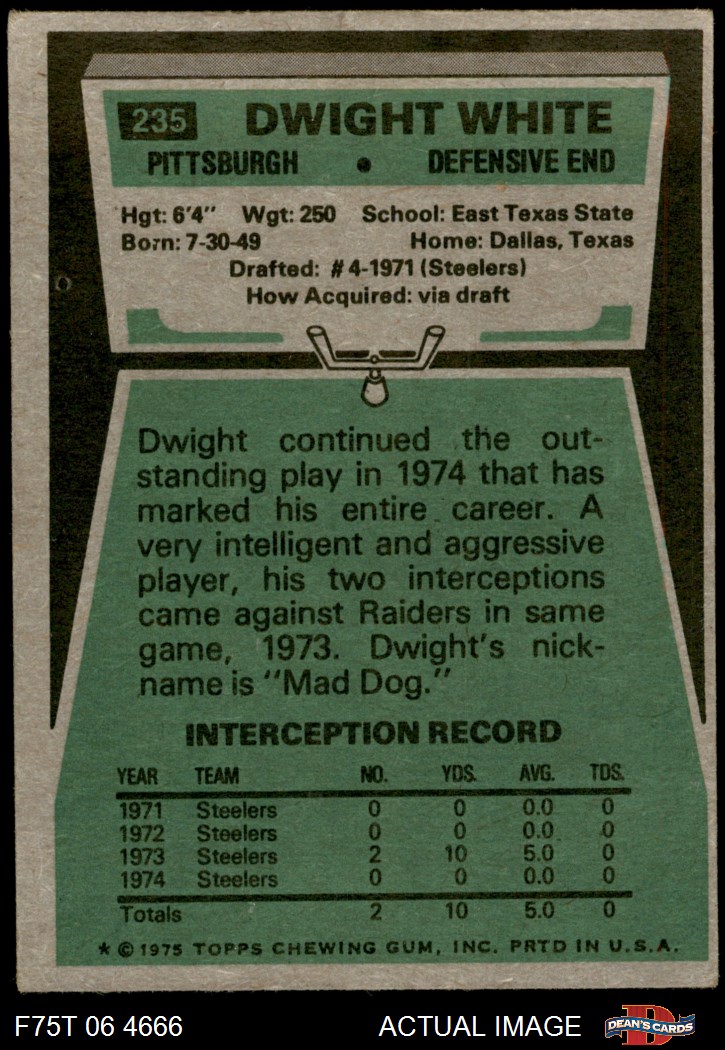 235 DWIGHT WHITE
PITTSBURGH • DEFENSIVE END
Hgt: 6'4" Wgt: 250 School: East Texas State
Born: 7-30-49 Home: Dallas, Texas
Drafted: #4-1971 (Steelers)
How Acquired: via draft
Dwight continued the out-
standing play in 1974 that has
marked his entire career. A
very intelligent and aggressive
player, his two interceptions
came against Raiders in same
game, 1973. Dwight's nick-
name is "Mad Dog."
INTERCEPTION RECORD
YEAR TEAM NO. YDS. AVG. TDS.
1971 Steelers 0 0 0.0 0
1972 Steelers 0 0 0.0 0
1973 Steelers 2 10 5.0 0
1974 Steelers 0 0 0.0 0
Totals 2 10 5.0 0
* © 1975 TOPPS CHEWING GUM, INC. PRTD IN U.S.A.
F75T 06 4666 ACTUAL IMAGE D DEAN'S CARDS